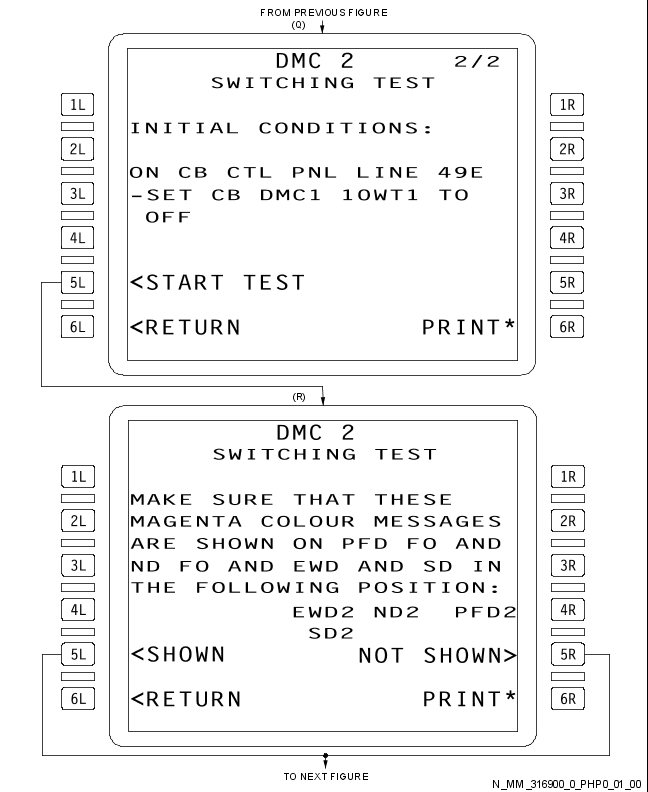 FROM PREVIOUS FIGURE
(Q)
DMC 2 2/2
SWITCHING TEST
1L 1R
INITIAL CONDITIONS:
2L 2R
ON CB CTL PNL LINE 49E
3L -SET CB DMC1 10WT1 TO 3R
OFF
4L 4R
5L <START TEST 5R
6L <RETURN PRINT* 6R
(R)
DMC 2
SWITCHING TEST
1L 1R
MAKE SURE THAT THESE
2L MAGENTA COLOUR MESSAGES 2R
ARE SHOWN ON PFD FO AND
3L ND FO AND EWD AND SD IN 3R
THE FOLLOWING POSITION:
4L EWD2 ND2 PFD2 4R
SD2
5L <SHOWN NOT SHOWN> 5R
6L <RETURN PRINT* 6R
TO NEXT FIGURE
N_MM_316900_0_PHP0_01_00